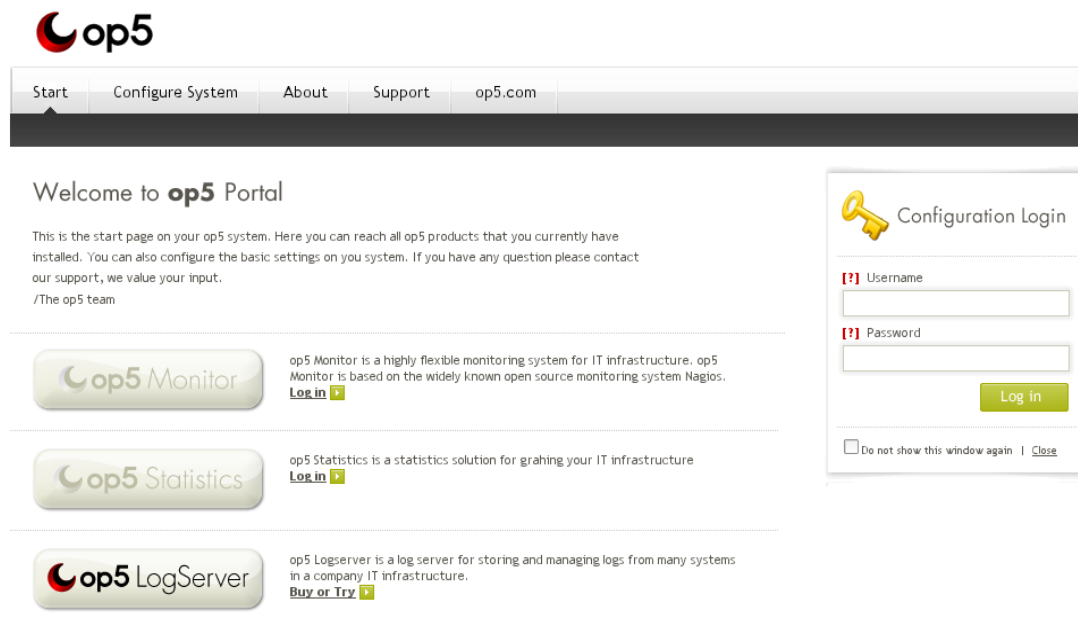 op5
Start Configure System About Support op5.com
Welcome to op5 Portal
This is the start page on your op5 system. Here you can reach all op5 products that you currently have
installed. You can also configure the basic settings on you system. If you have any question please contact
our support, we value your input.
/The op5 team
op5 Monitor
op5 Monitor is a highly flexible monitoring system for IT infrastructure. op5
Monitor is based on the widely known open source monitoring system Nagios.
Log in
op5 Statistics
op5 Statistics is a statistics solution for grahing your IT infrastructure
Log in
op5 LogServer
op5 Logserver is a log server for storing and managing logs from many systems
in a company IT infrastructure.
Buy or Try
Configuration Login
[?] Username
[?] Password
Log in
Do not show this window again | Close